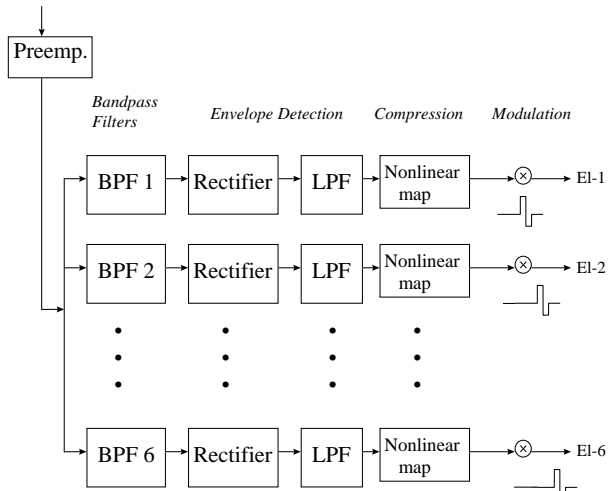 Preemp.
Bandpass
Filters
Envelope Detection
Compression
Modulation
BPF 1
Rectifier
LPF
Nonlinear
map
El-1
BPF 2
Rectifier
LPF
Nonlinear
map
El-2
BPF 6
Rectifier
LPF
Nonlinear
map
El-6